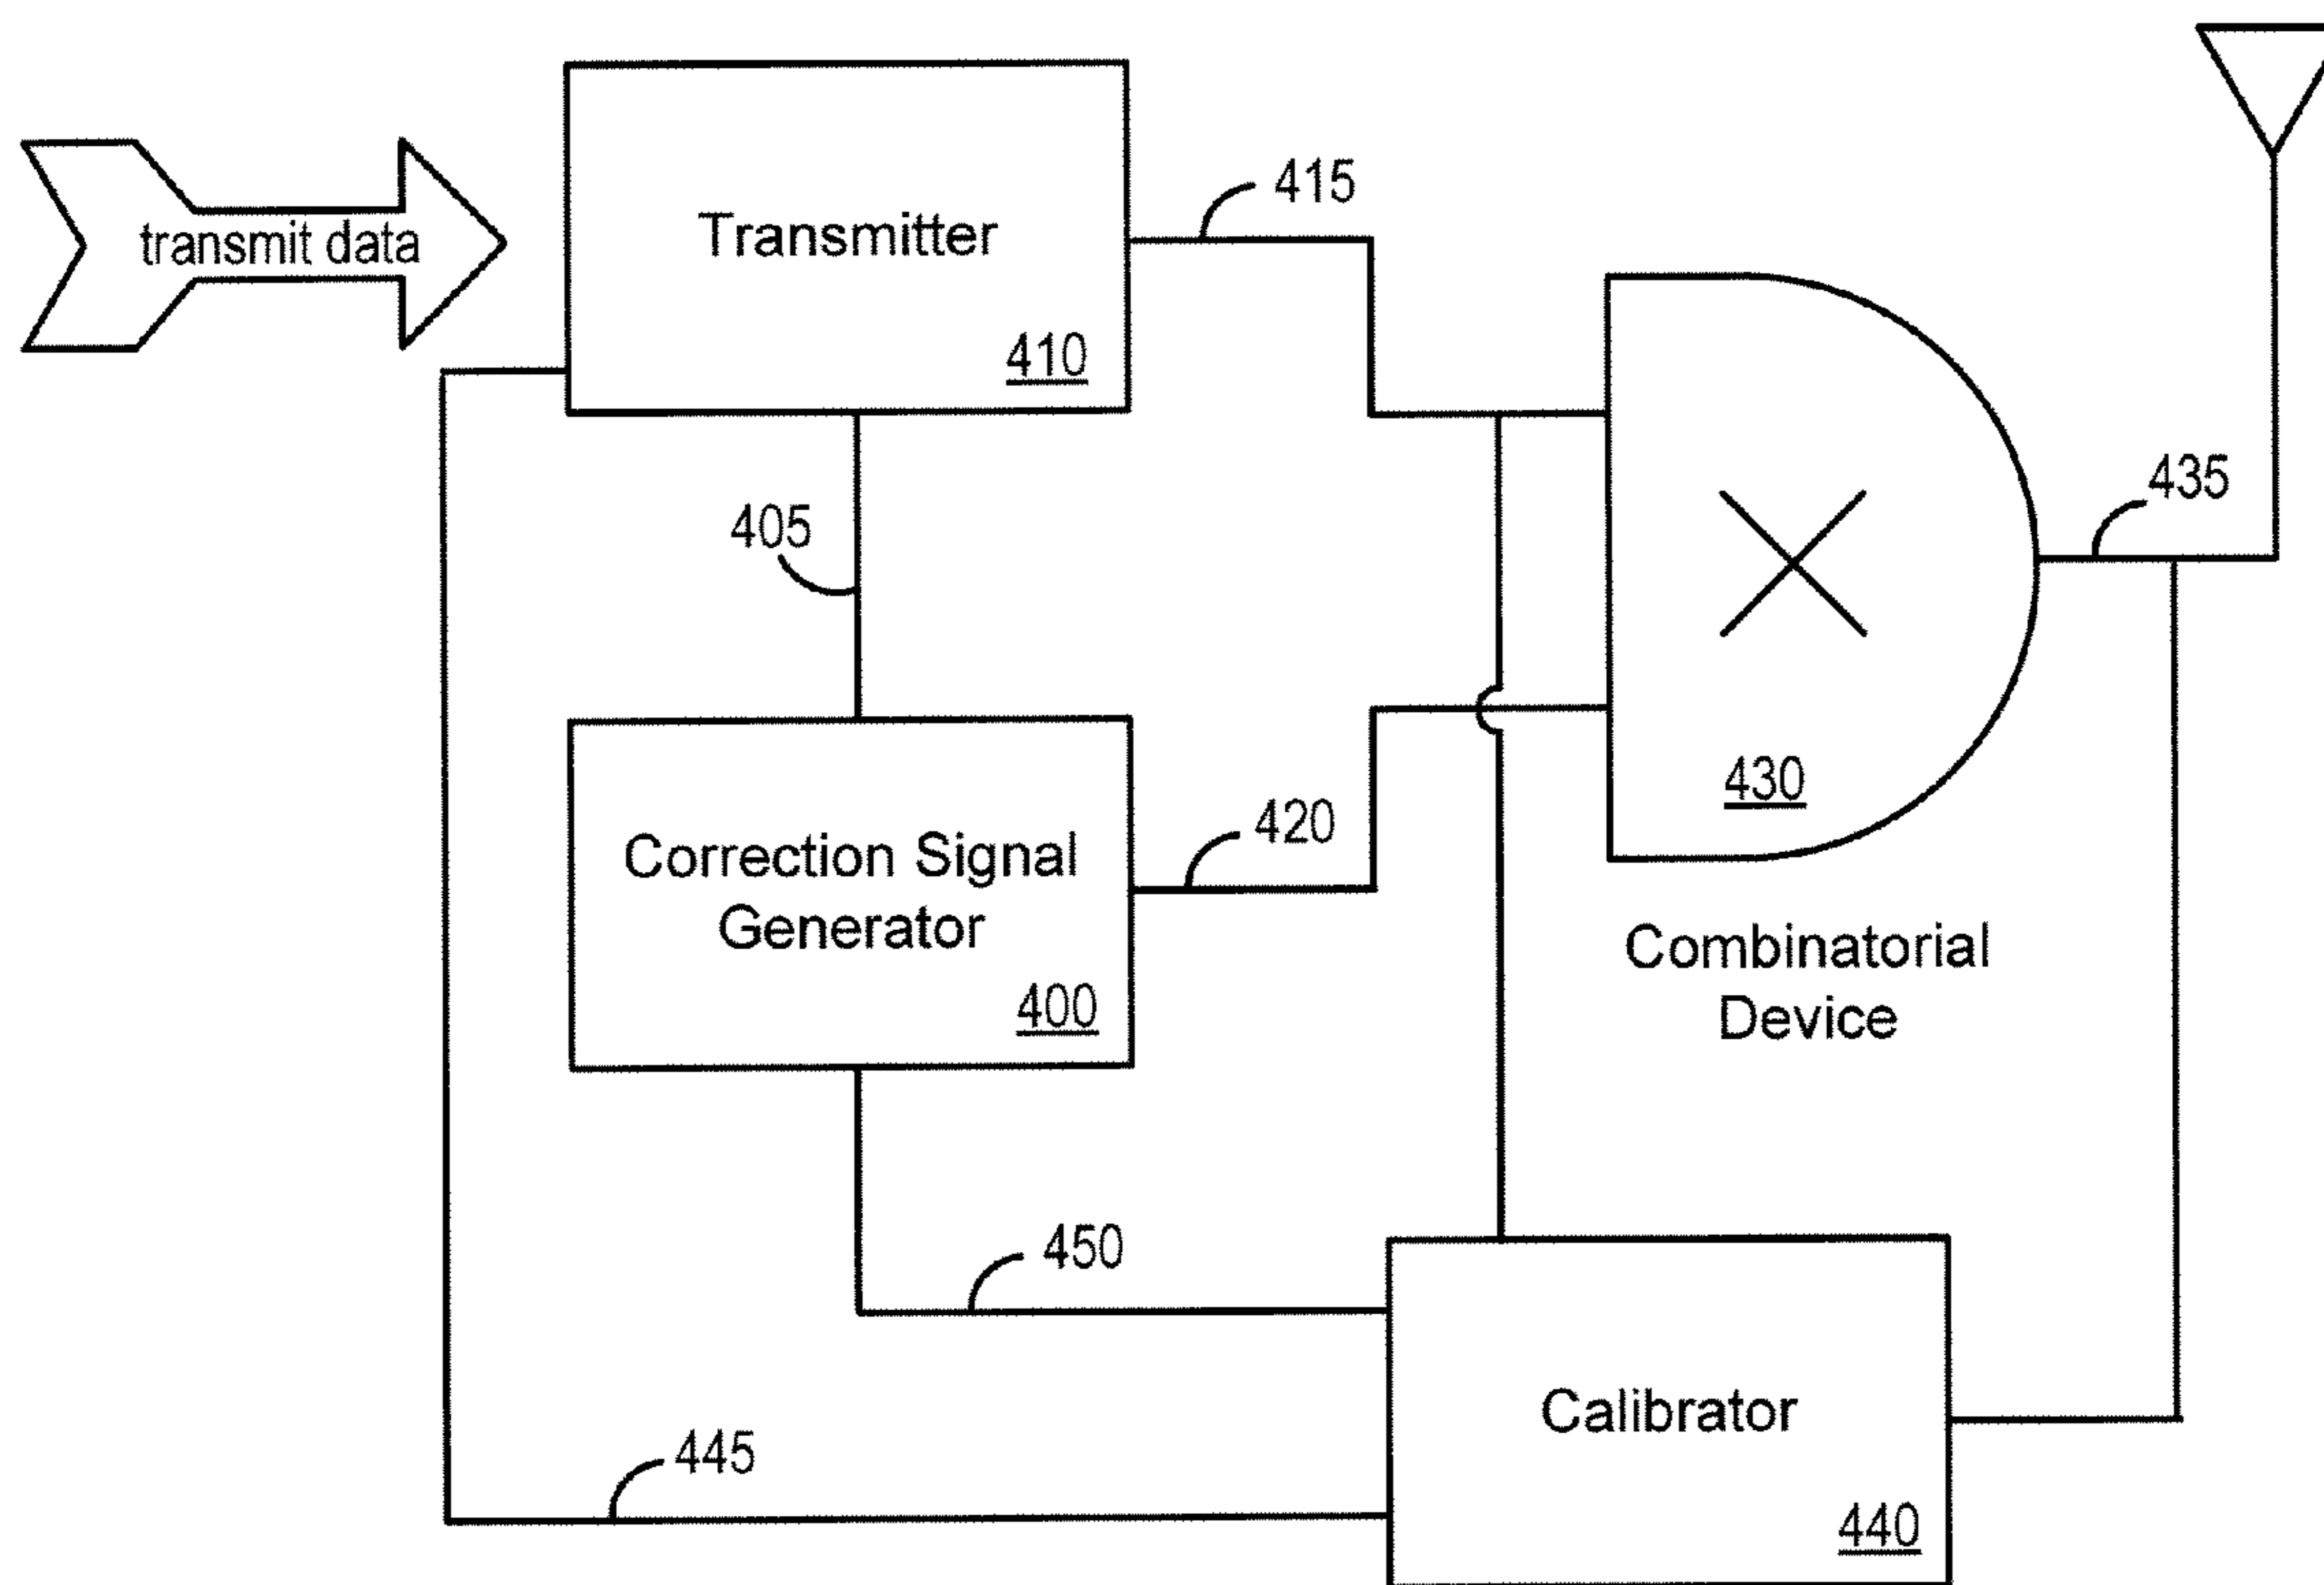 transmit data
Transmitter
410
415
405
435
430
420
Correction Signal
Generator
400
Combinatorial
Device
450
Calibrator
445
440